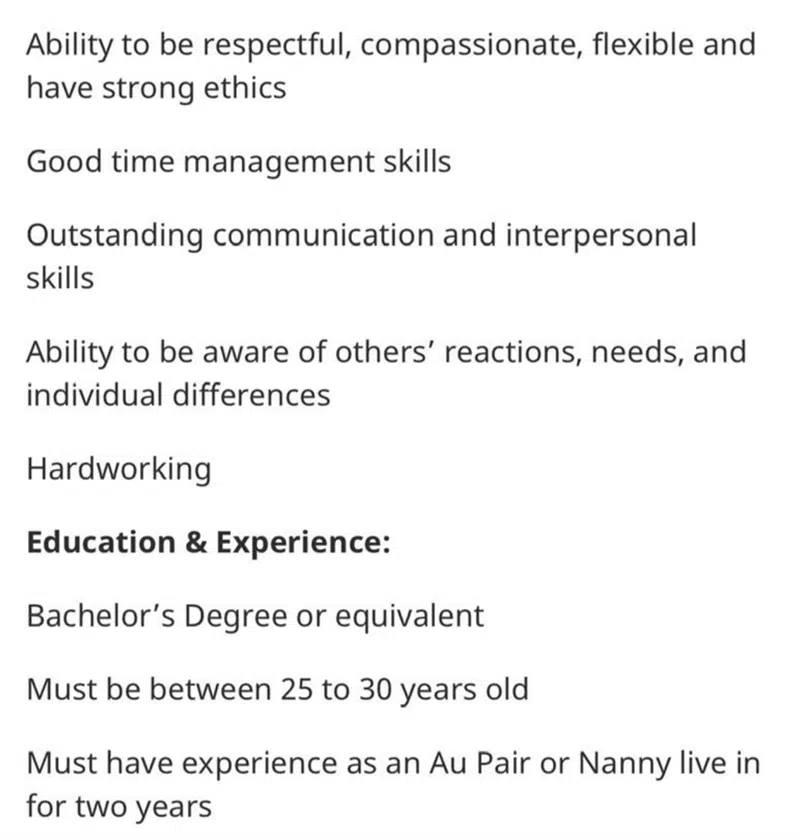 Ability to be respectful, compassionate, flexible and
have strong ethics
Good time management skills
Outstanding communication and interpersonal
skills
Ability to be aware of others’ reactions, needs, and
individual differences
Hardworking
Education & Experience:
Bachelor’s Degree or equivalent
Must be between 25 to 30 years old
Must have experience as an Au Pair or Nanny live in
for two years